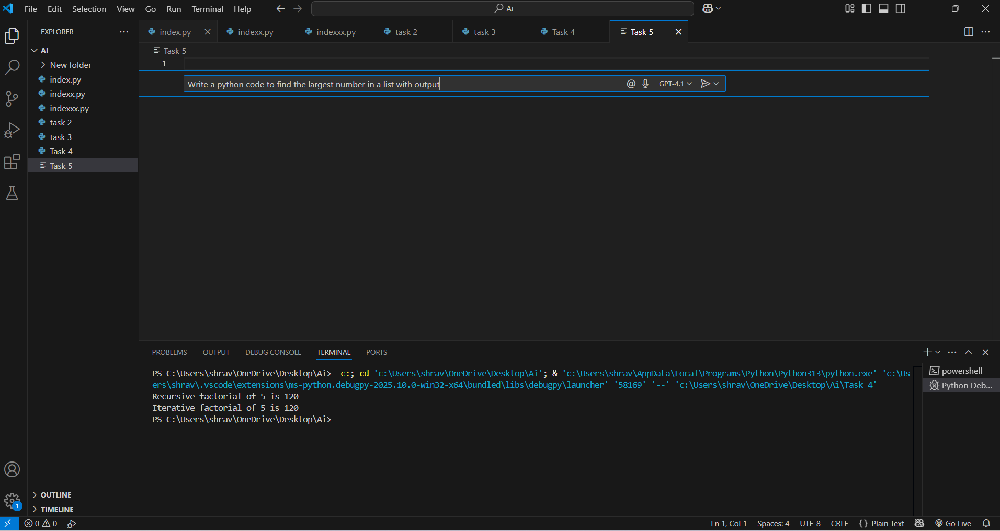 File Edit Selection View Go Run Terminal Help
Ai
EXPLORER
index.py
indexx.py
indexxx.py
task 2
task 3
Task 4
Task 5
AI
New folder
index.py
indexx.py
indexxx.py
task 2
task 3
Task 4
Task 5
Task 5
1
Write a python code to find the largest number in a list with output
@ GPT-4.1
PROBLEMS OUTPUT DEBUG CONSOLE TERMINAL PORTS
PS C:\Users\shrav\OneDrive\Desktop\Ai>  c:; cd 'c:\Users\shrav\OneDrive\Desktop\Ai'; & 'c:\Users\shrav\AppData\Local\Programs\Python\Python313\python.exe' 'c:\Us
ers\shrav\.vscode\extensions\ms-python.debugpy-2025.10.0-win32-x64\bundled\libs\debugpy\launcher' '58169' '--' 'c:\Users\shrav\OneDrive\Desktop\Ai\Task 4'
Recursive factorial of 5 is 120
Iterative factorial of 5 is 120
PS C:\Users\shrav\OneDrive\Desktop\Ai>
powershell
Python Deb...
OUTLINE
TIMELINE
1
0 0
Ln 1, Col 1 Spaces: 4 UTF-8 CRLF {} Plain Text Go Live